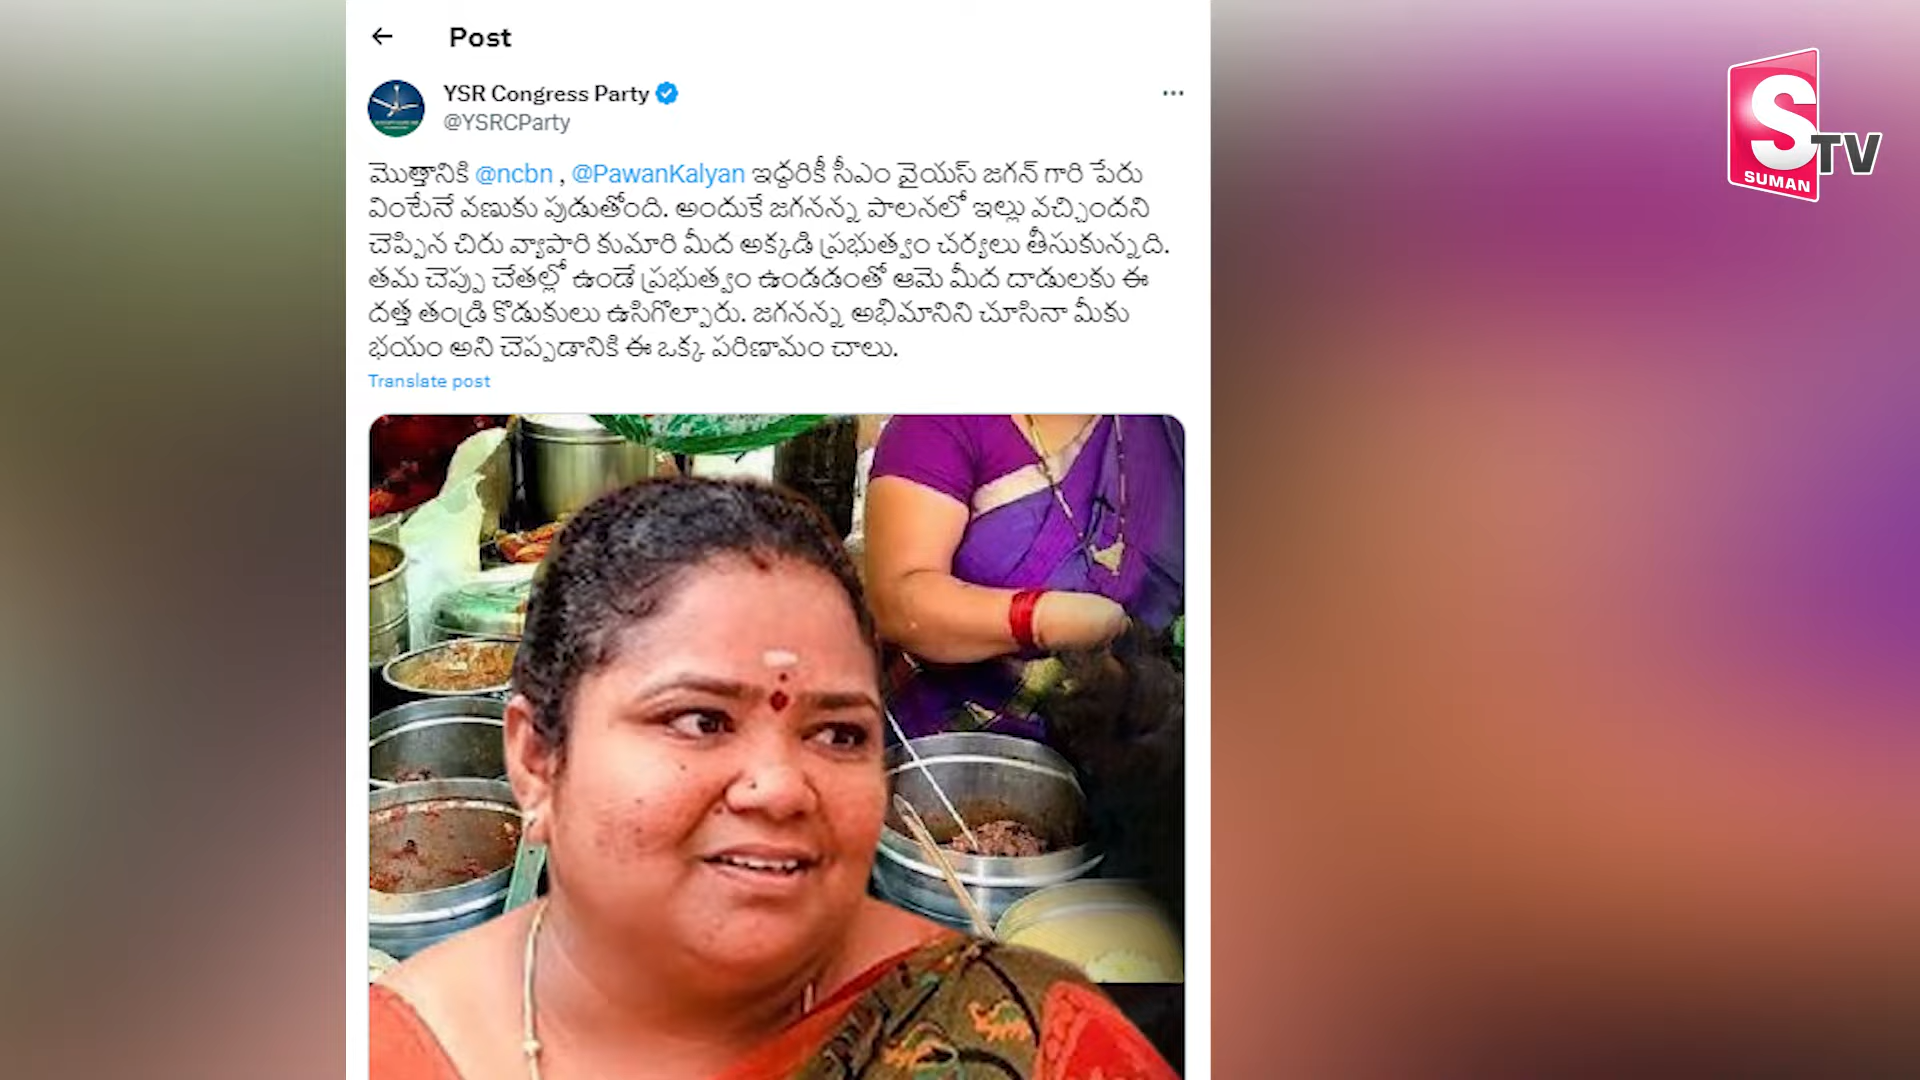 Post
YSR Congress Party
@YSRCParty
మొత్తానికి @ncbn , @PawanKalyan ఇద్దరికీ సీఎం వైయస్ జగన్ గారి పేరు
వింటేనే వణుకు పుడుతోంది. అందుకే జగనన్న పాలనలో ఇల్లు వచ్చిందని
చెప్పిన చిరు వ్యాపారి కుమారి మీద అక్కడి ప్రభుత్వం చర్యలు తీసుకున్నది.
తమ చెప్పు చేతల్లో ఉండే ప్రభుత్వం ఉండడంతో ఆమె మీద దాడులకు ఈ
దత్త తండ్రి కొడుకులు ఉసిగొల్పారు. జగనన్న అభిమానిని చూసినా మీకు
భయం అని చెప్పడానికి ఈ ఒక్క పరిణామం చాలు.
Translate post
S TV
SUMAN